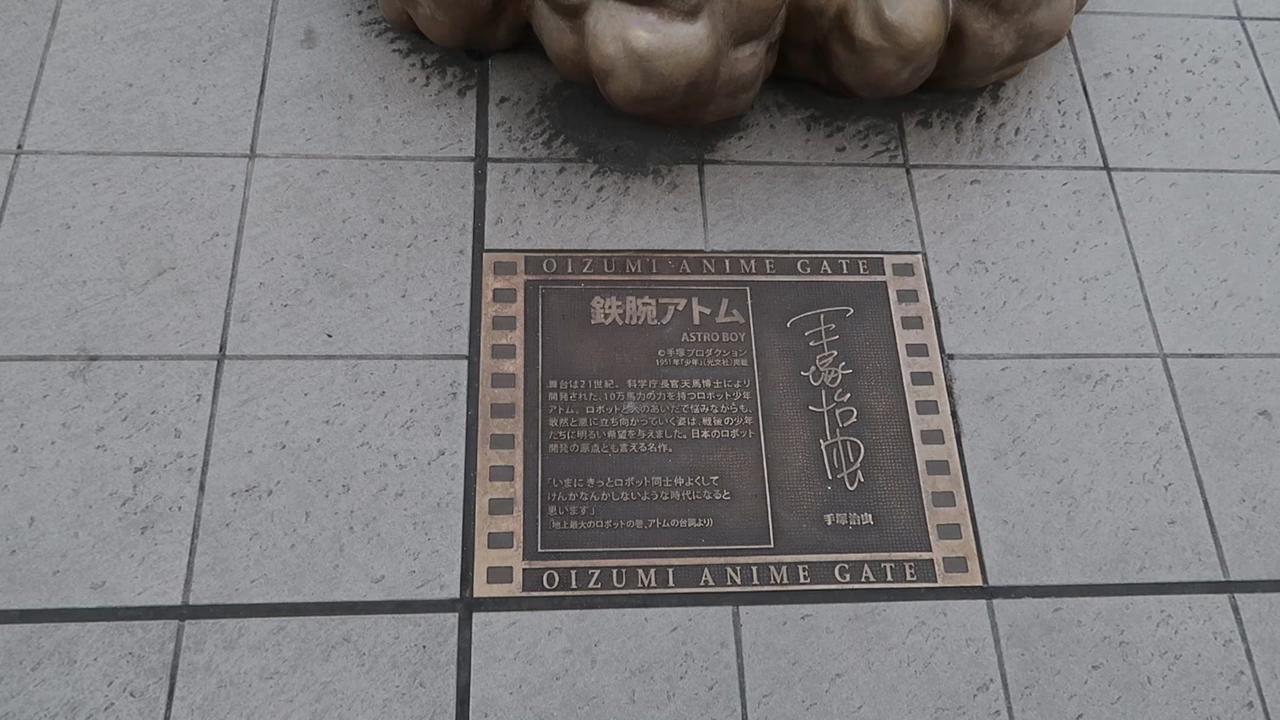 OIZUMI ANIME GATE
鉄腕アトム
ASTRO BOY
©手塚プロダクション
1951年「少年」(光文社)掲載
舞台は21世紀。科学庁長官天馬博士により
開発された、10万馬力の力を持つロボット少年
アトム。ロボットと人のあいだで悩みながらも、
敢然と悪に立ち向かっていく姿は、戦後の少年
たちに明るい希望を与えました。日本のロボット
開発の原点とも言える名作。
「いまに きっとロボット同士仲よくして
けんかなんかしないような時代になると
思います」
(地上最大のロボットの巻、アトムの台詞より)
手塚治虫
手塚治虫
OIZUMI ANIME GATE